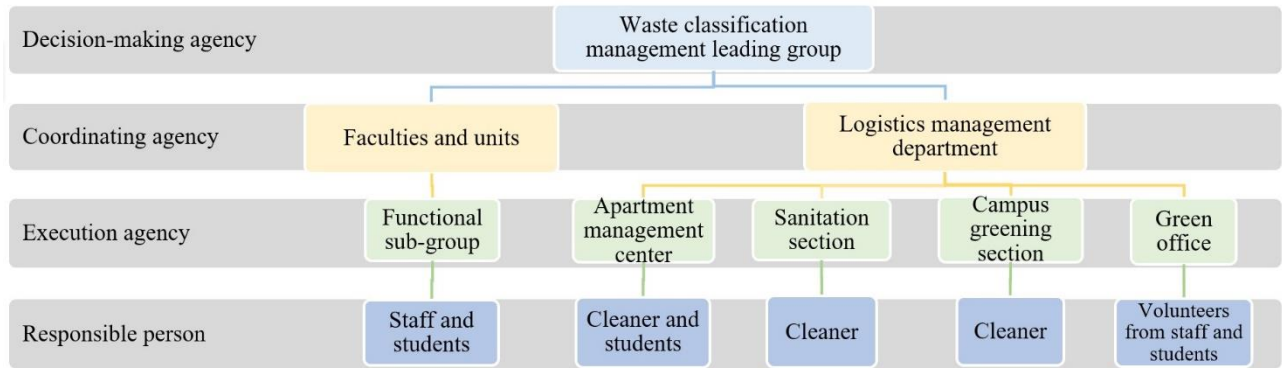 Decision-making agency
Waste classification
management leading group
Coordinating agency
Faculties and units
Logistics management
department
Execution agency
Functional
sub-group
Apartment
management
center
Sanitation
section
Campus
greening
section
Green
office
Responsible person
Staff and
students
Cleaner and
students
Cleaner
Cleaner
Volunteers
from staff and
students